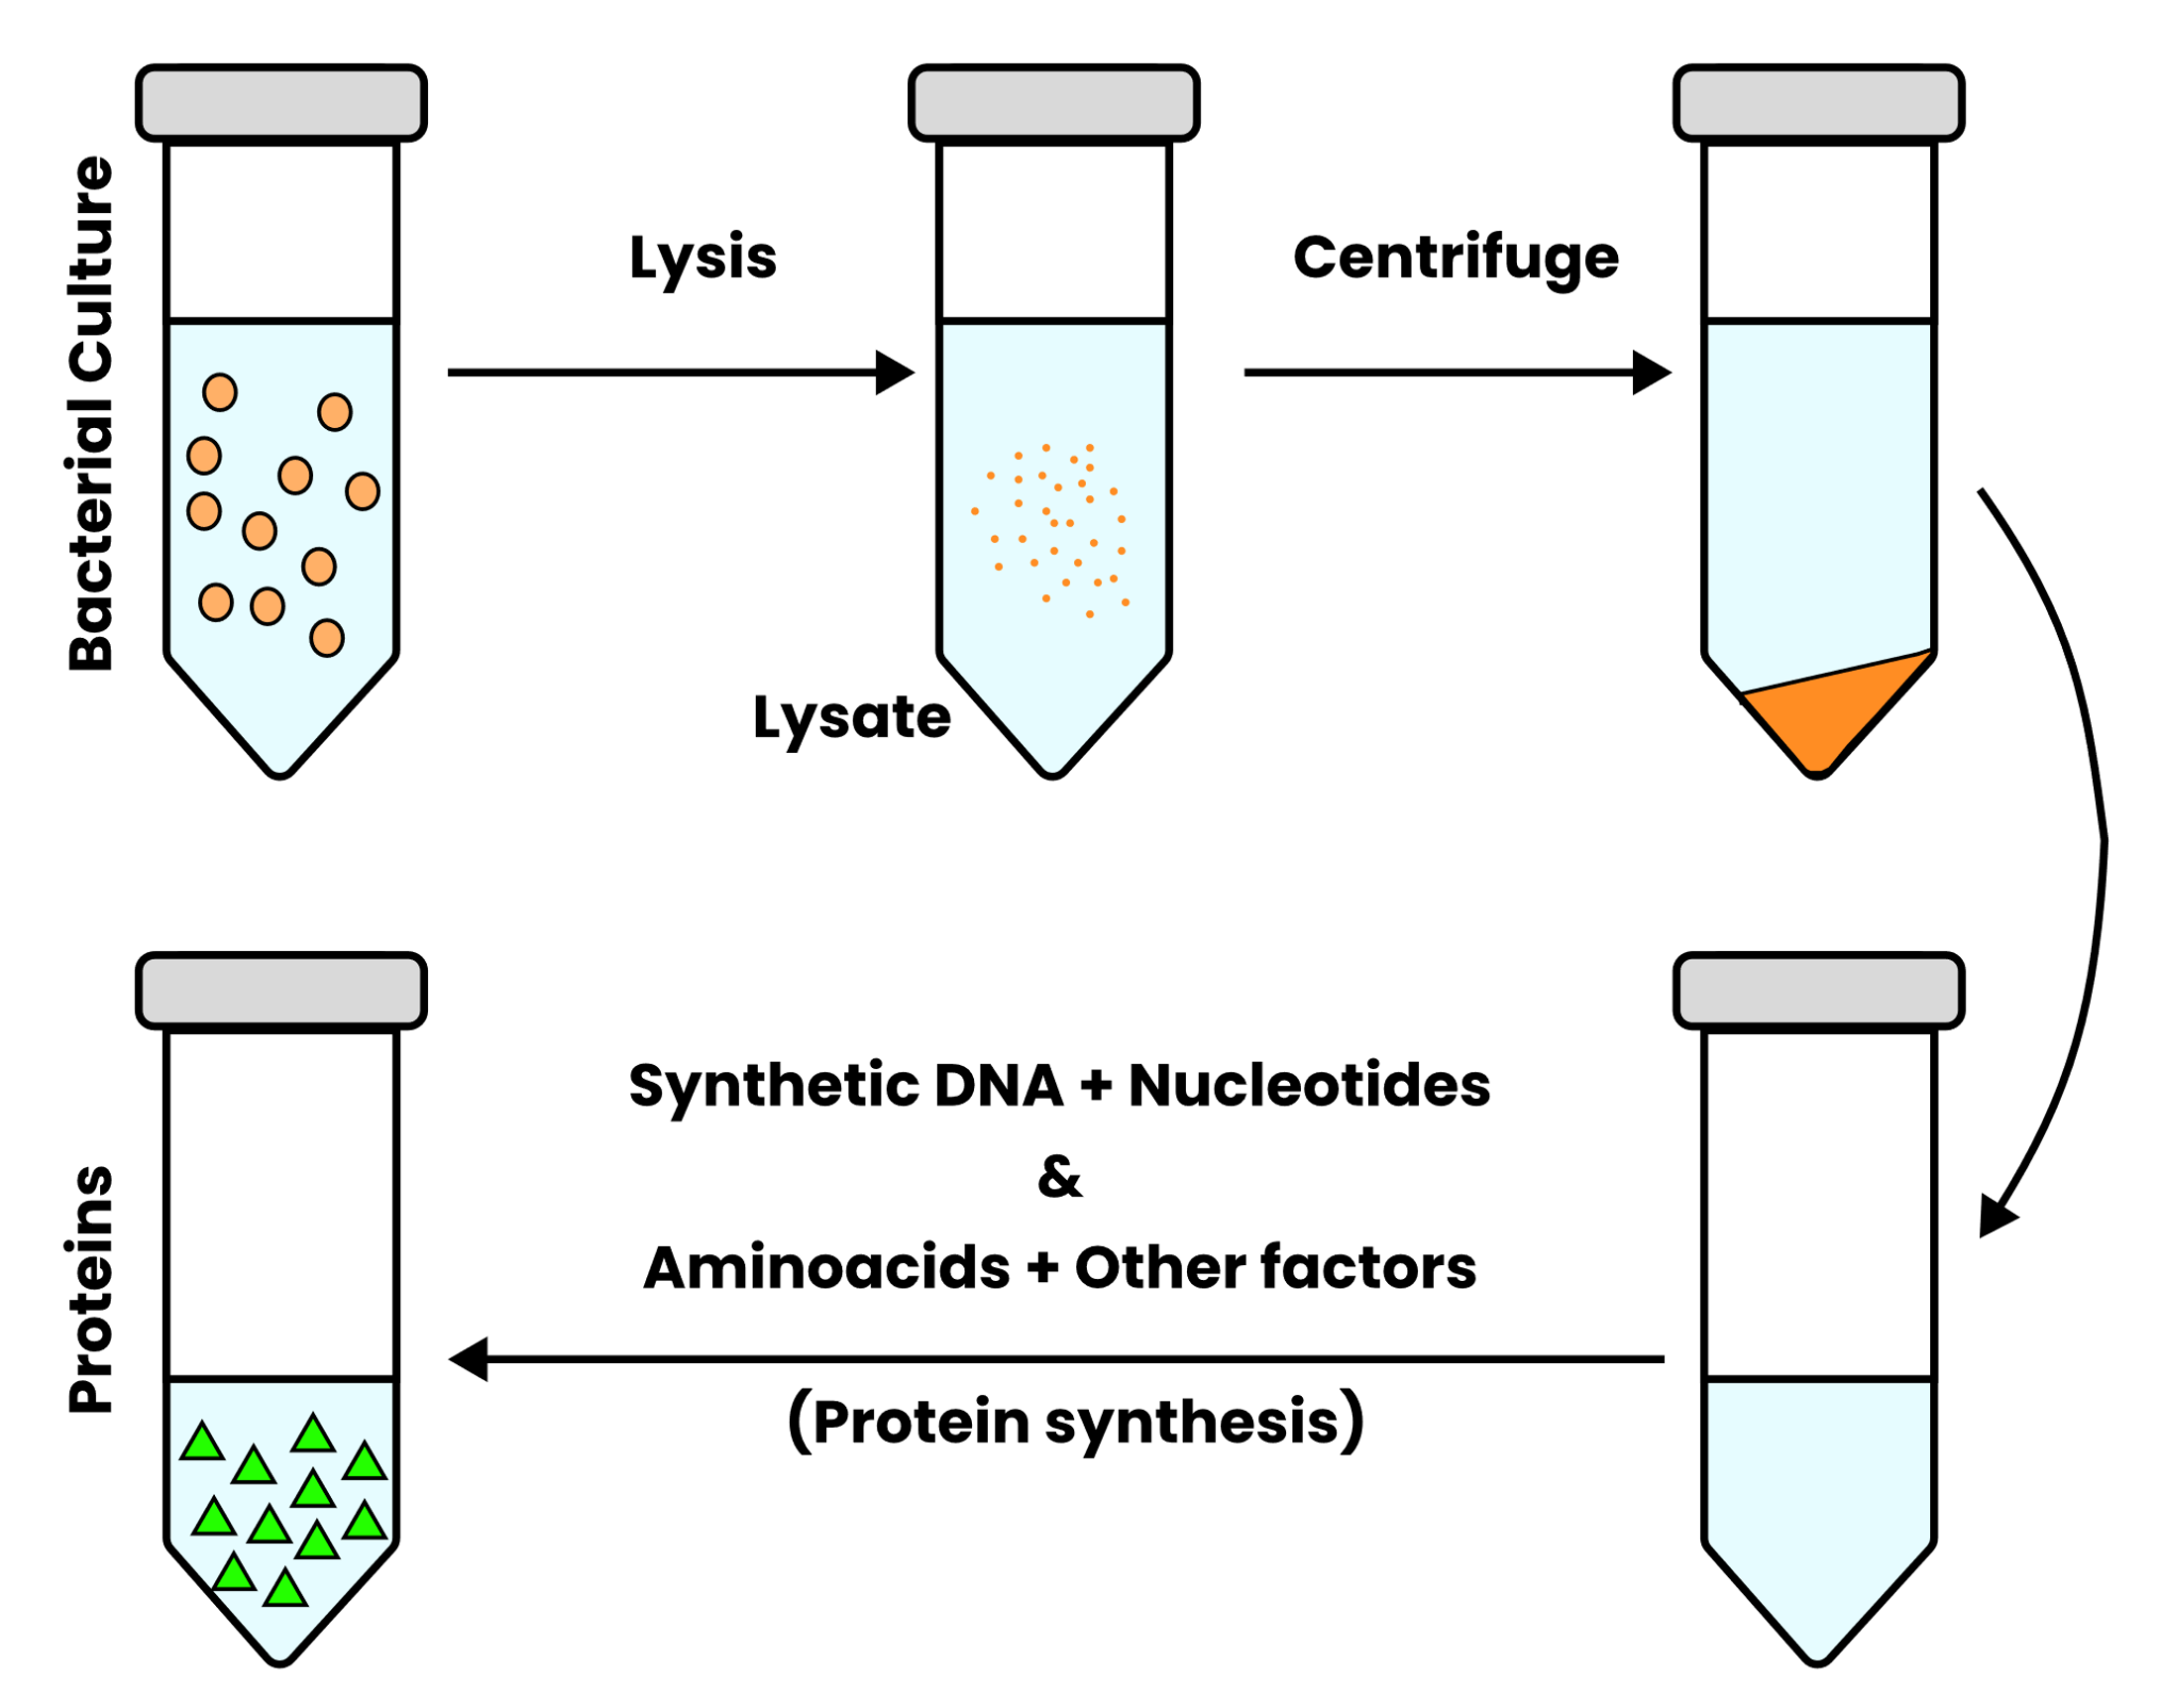 Bacterial Culture
Lysis
Centrifuge
Lysate
Proteins
Synthetic DNA + Nucleotides
&
Aminoacids + Other factors
(Protein synthesis)